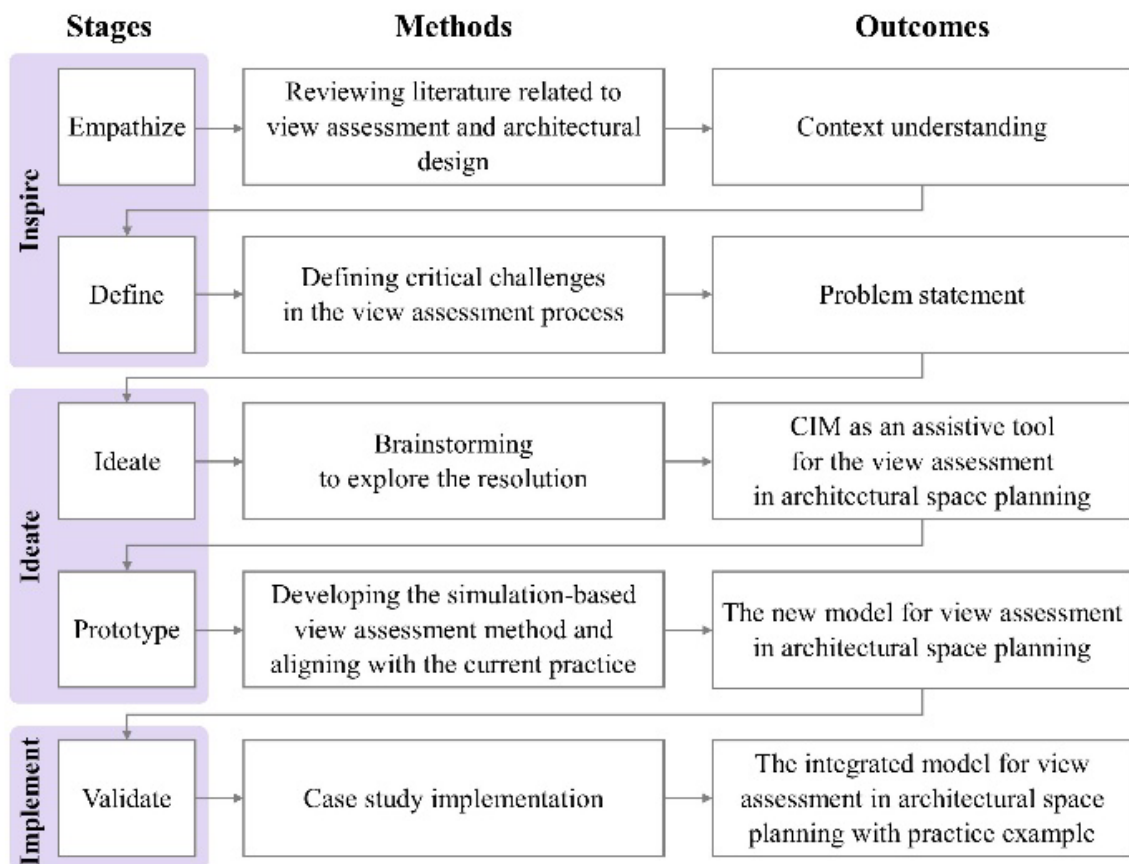 Stages
Methods
Outcomes
Inspire
Empathize
Reviewing literature related to
view assessment and architectural
design
Context understanding
Define
Defining critical challenges
in the view assessment process
Problem statement
Ideate
Ideate
Brainstorming
to explore the resolution
CIM as an assistive tool
for the view assessment
in architectural space planning
Prototype
Developing the simulation-based
view assessment method and
aligning with the current practice
The new model for view assessment
in architectural space planning
Implement
Validate
Case study implementation
The integrated model for view
assessment in architectural space
planning with practice example